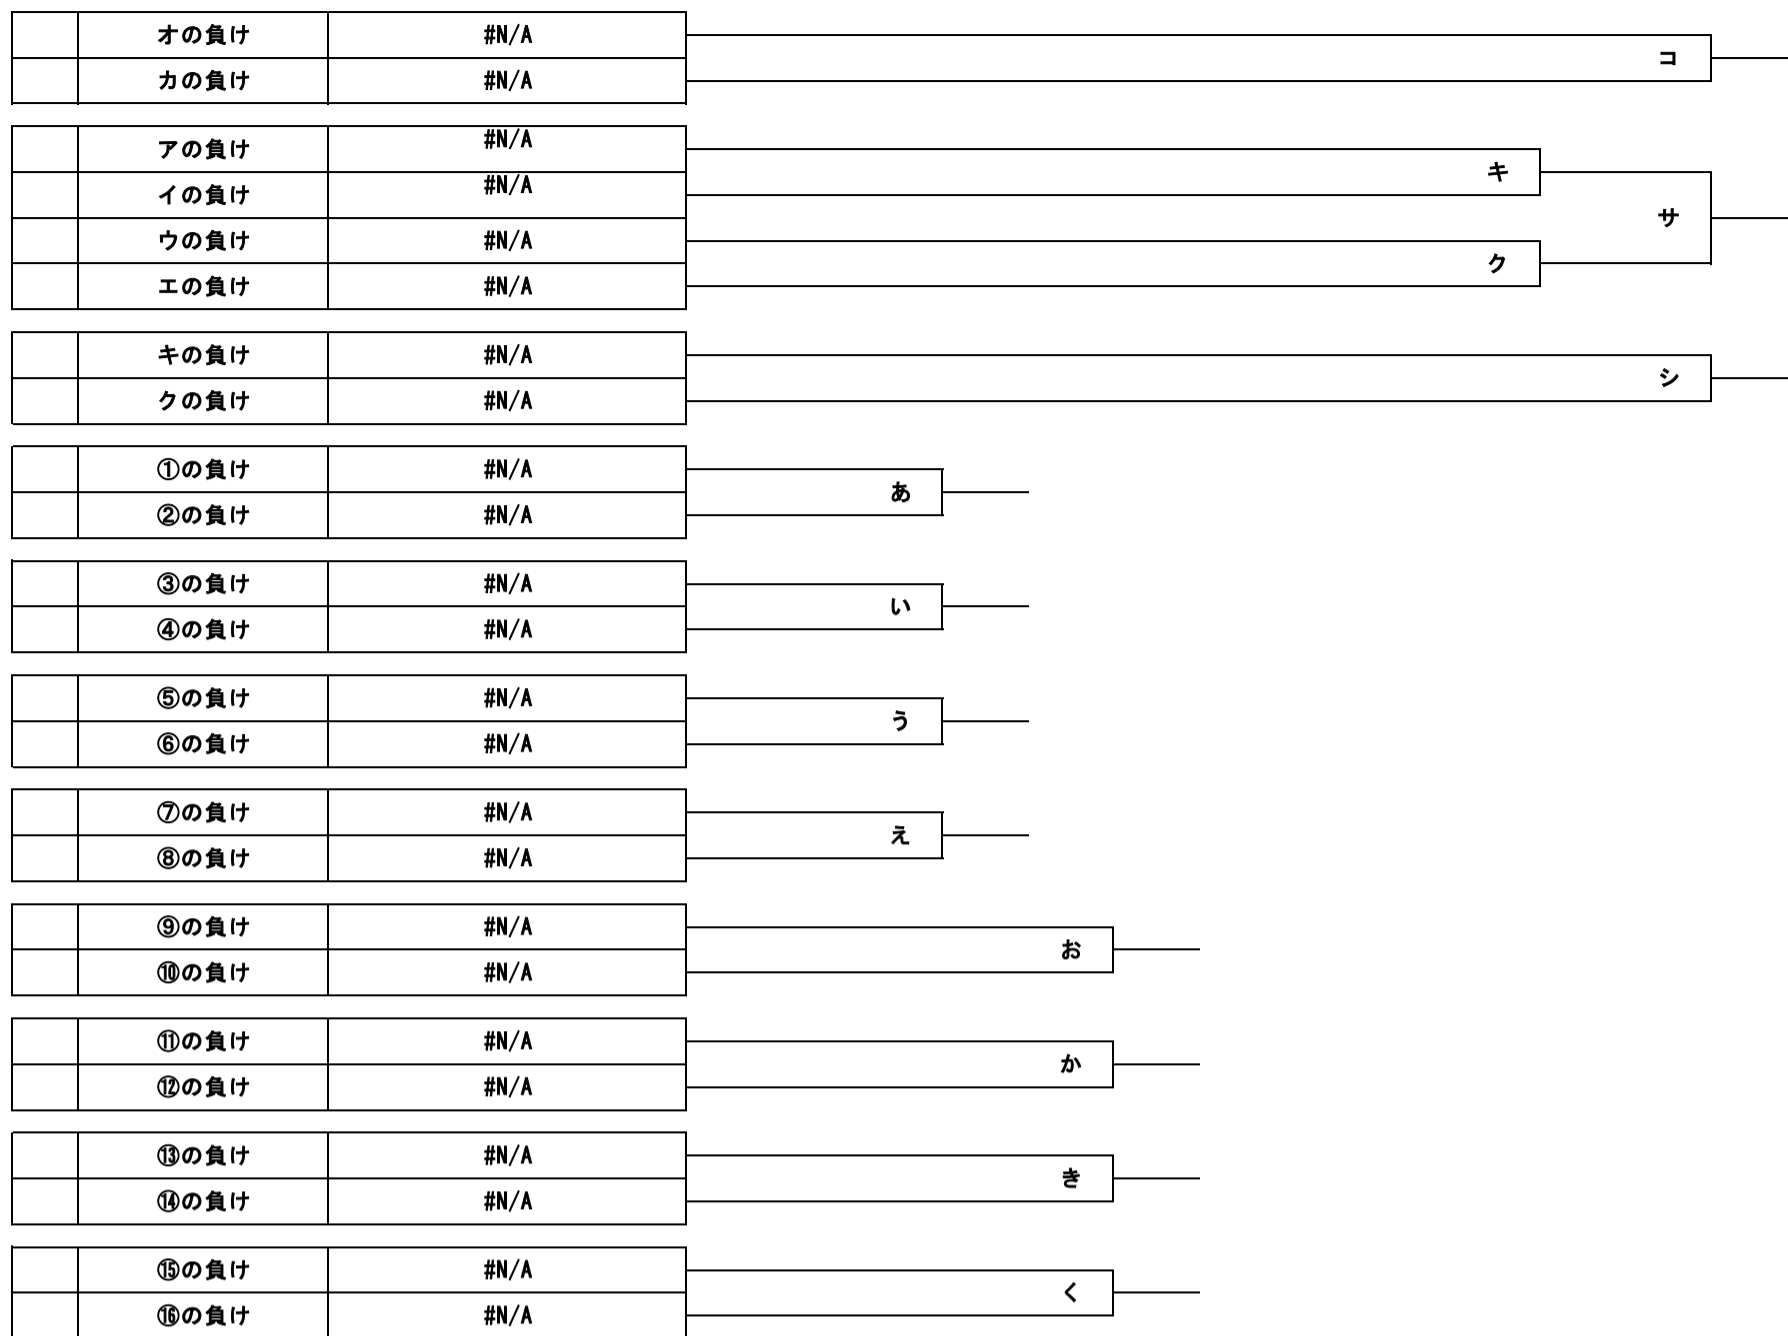 オの負け #N/A
コ
カの負け #N/A
アの負け #N/A
キ
イの負け #N/A
サ
ウの負け #N/A
ク
エの負け #N/A
キの負け #N/A
シ
クの負け #N/A
①の負け #N/A
あ
②の負け #N/A
③の負け #N/A
い
④の負け #N/A
⑤の負け #N/A
う
⑥の負け #N/A
⑦の負け #N/A
え
⑧の負け #N/A
⑨の負け #N/A
お
⑩の負け #N/A
⑪の負け #N/A
か
⑫の負け #N/A
⑬の負け #N/A
き
⑭の負け #N/A
⑮の負け #N/A
く
⑯の負け #N/A